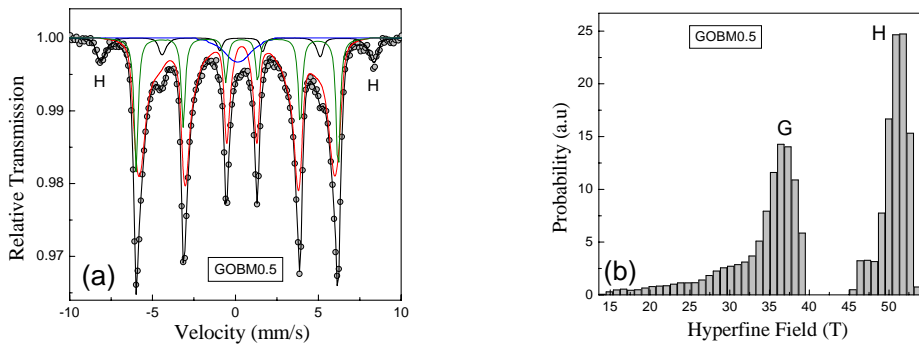 1.00
0.99
0.98
0.97
Relative Transmission
H
H
(a)
GOBM0.5
-10 -5 0 5 10
Velocity (mm/s)
25
20
15
10
5
0
Probability (a.u)
GOBM0.5
H
G
(b)
15 20 25 30 35 40 45 50
Hyperfine Field (T)